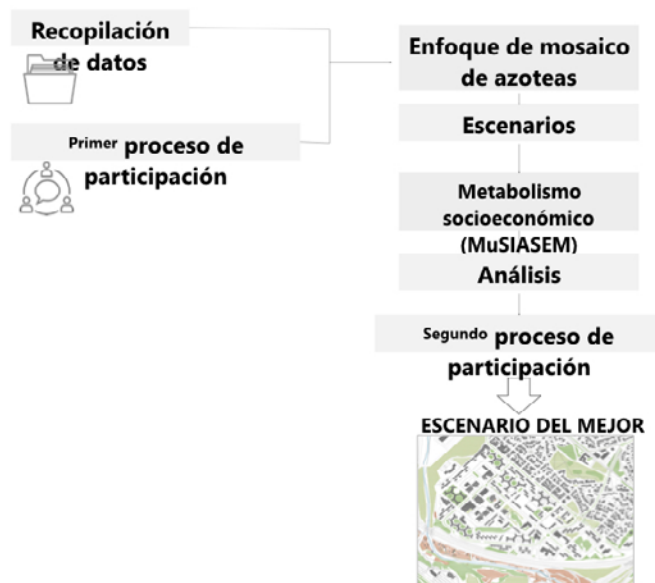 Recopilación
de datos
Primer proceso de
participación
Enfoque de mosaico
de azoteas
Escenarios
Metabolismo
socioeconómico
(MuSIASEM)
Análisis
Segundo proceso de
participación
ESCENARIO DEL MEJOR